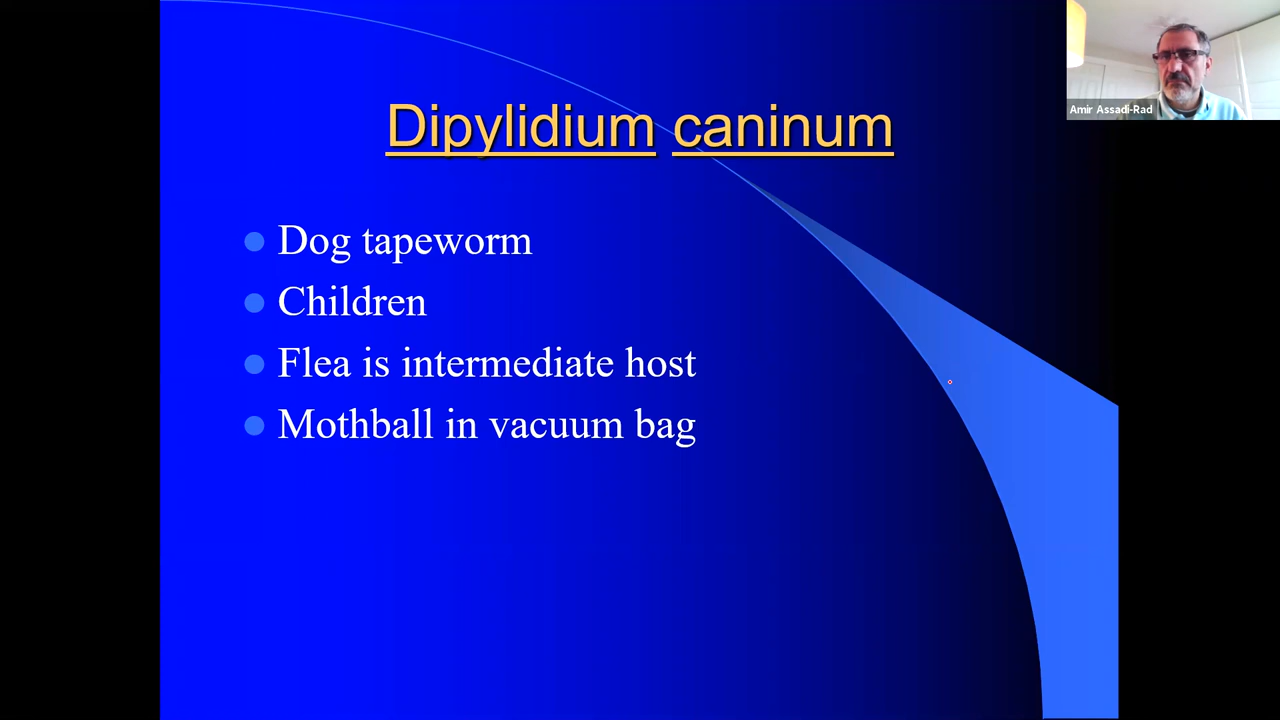 Amir Assadi-Rad
Dipylidium caninum
Dog tapeworm
Children
Flea is intermediate host
Mothball in vacuum bag